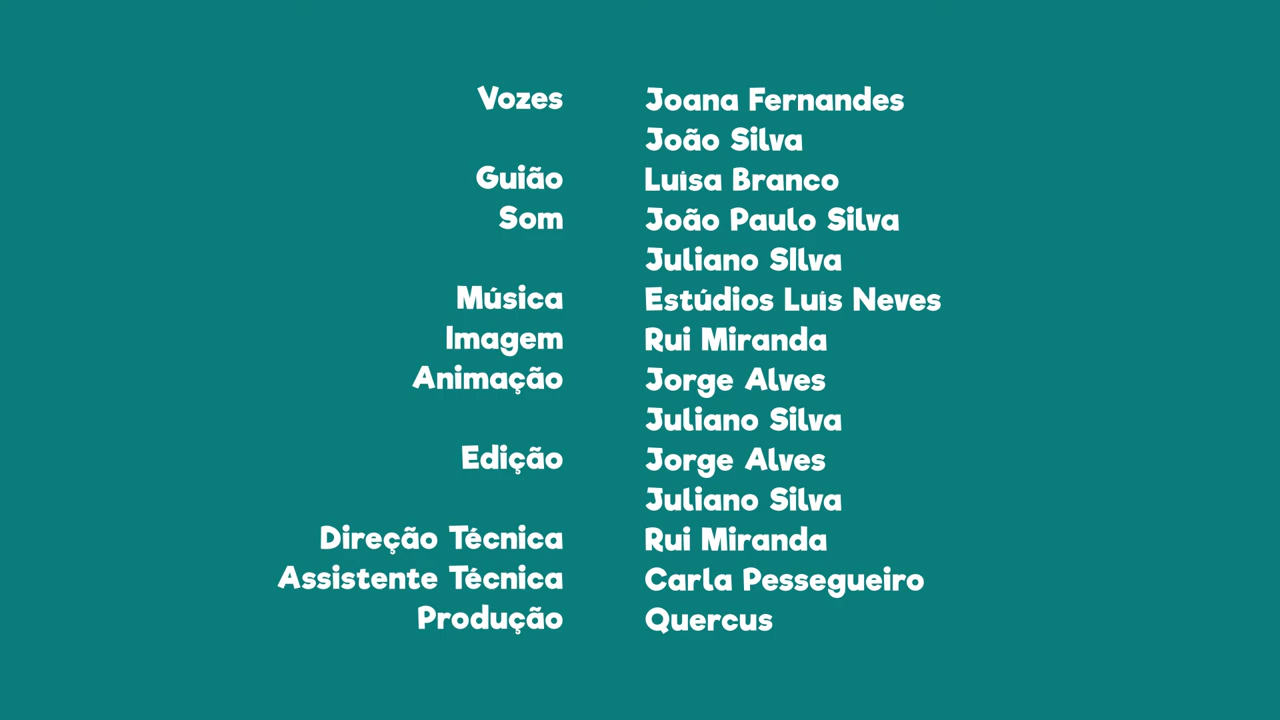 Vozes Joana Fernandes
João Silva
Guião Luísa Branco
Som João Paulo Silva
Juliano SIlva
Música Estúdios Luís Neves
Imagem Rui Miranda
Animação Jorge Alves
Juliano Silva
Edição Jorge Alves
Juliano Silva
Direção Técnica Rui Miranda
Assistente Técnica Carla Pessegueiro
Produção Quercus